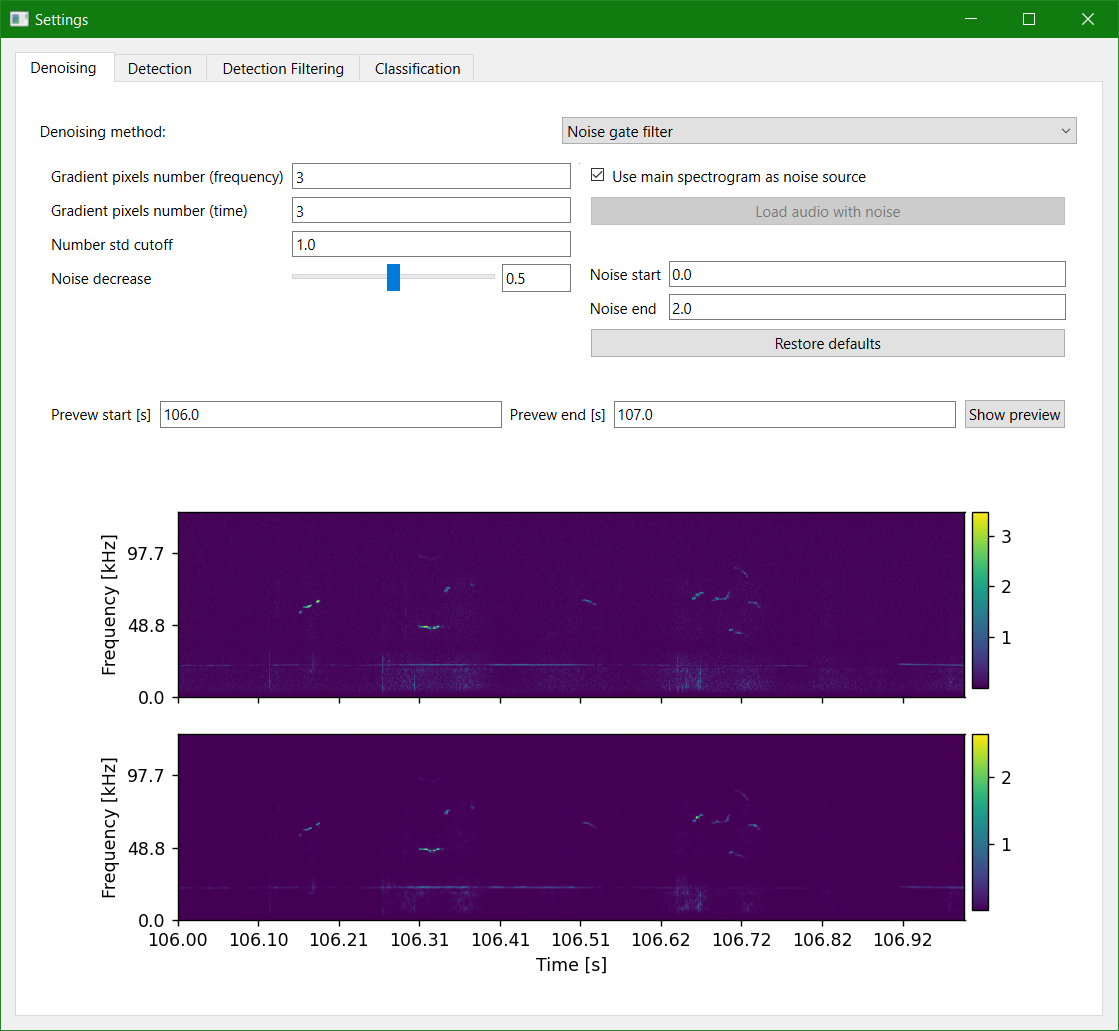 Settings
Denoising Detection Detection Filtering Classification
Denoising method: Noise gate filter
Gradient pixels number (frequency) 3 Use main spectrogram as noise source
Gradient pixels number (time) 3 Load audio with noise
Number std cutoff 1.0
Noise decrease 0.5 Noise start 0.0
Noise end 2.0
Restore defaults
Prevew start [s] 106.0 Prevew end [s] 107.0 Show preview
Frequency [kHz]
97.7
48.8
0.0
3
2
1
Frequency [kHz]
97.7
48.8
0.0
2
1
106.00 106.10 106.21 106.31 106.41 106.51 106.62 106.72 106.82 106.92
Time [s]